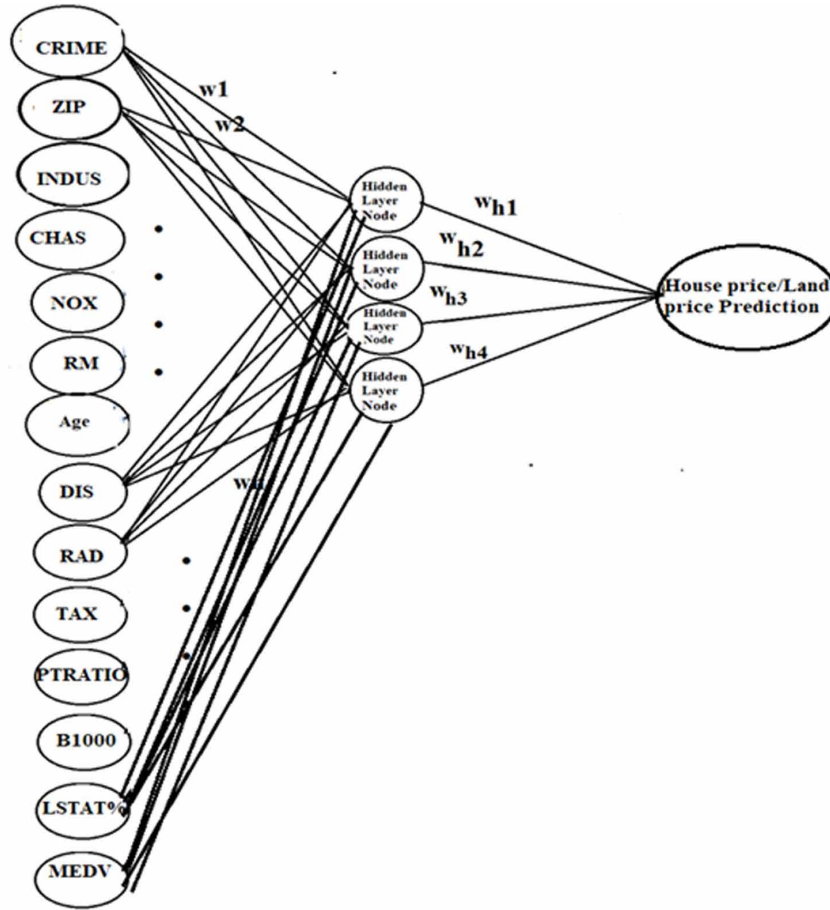 CRIME
ZIP
INDUS
CHAS
NOX
RM
Age
DIS
RAD
TAX
PTRATIO
B1000
LSTAT%
MEDV
w1
w2
Hidden
Layer
Node
Hidden
Layer
Node
Hidden
Layer
Node
Hidden
Layer
Node
wh1
wh2
wh3
wh4
House price/Land
price Prediction